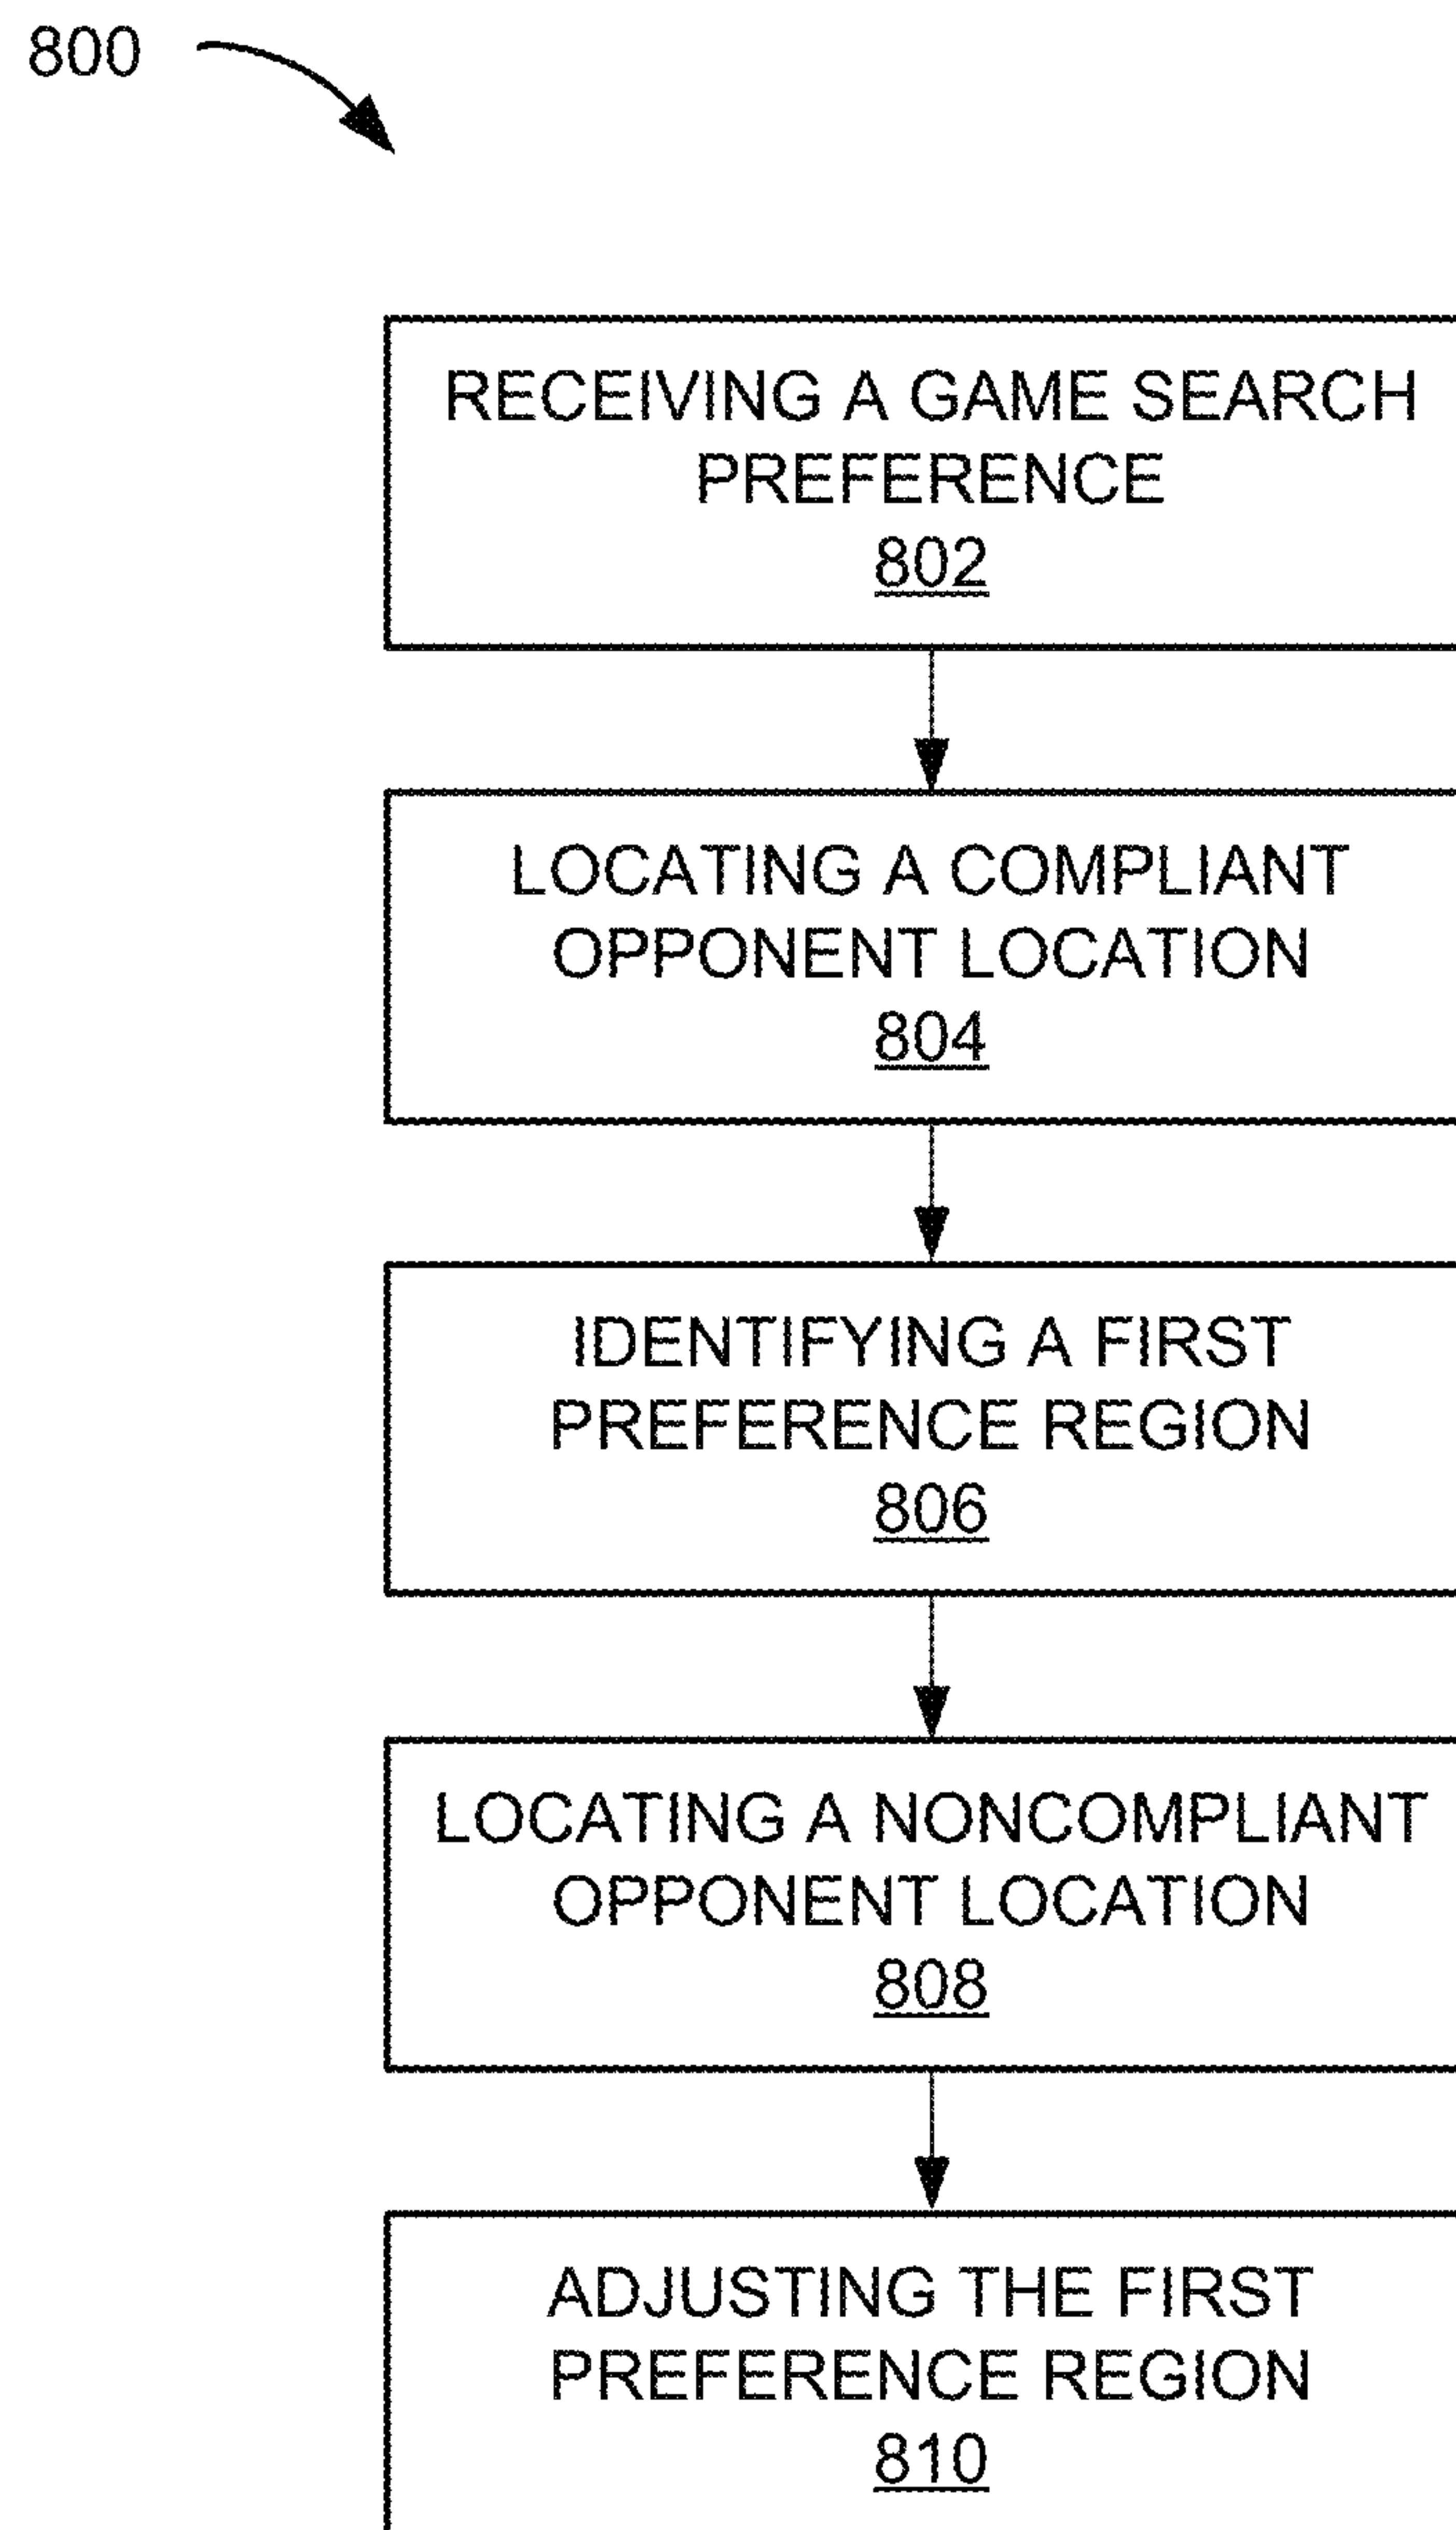 800
RECEIVING A GAME SEARCH
PREFERENCE
802
LOCATING A COMPLIANT
OPPONENT LOCATION
804
IDENTIFYING A FIRST
PREFERENCE REGION
806
LOCATING A NONCOMPLIANT
OPPONENT LOCATION
808
ADJUSTING THE FIRST
PREFERENCE REGION
810